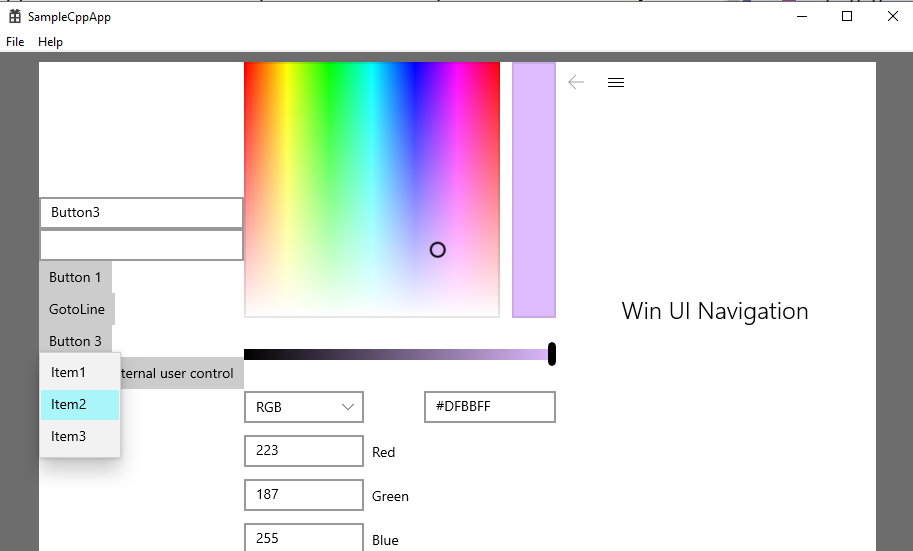 SampleCppApp
File Help
Button3
Button 1
GotoLine
Button 3
ternal user control
Item1
Item2
Item3
RGB
#DFBBFF
223 Red
187 Green
255 Blue
Win UI Navigation